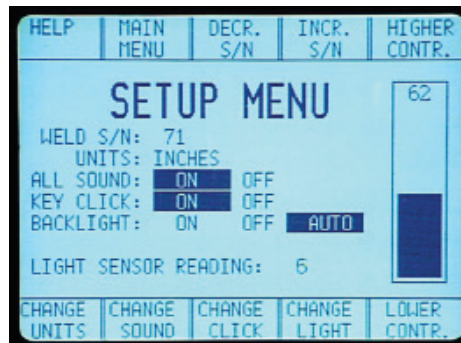 HELP MAIN MENU DECR. S/N INCR. S/N HIGHER CONTR.
SETUP MENU
62
WELD S/N: 71
UNITS: INCHES
ALL SOUND: ON OFF
KEY CLICK: ON OFF
BACKLIGHT: ON OFF AUTO
LIGHT SENSOR READING: 6
CHANGE UNITS CHANGE SOUND CHANGE CLICK CHANGE LIGHT LOWER CONTR.